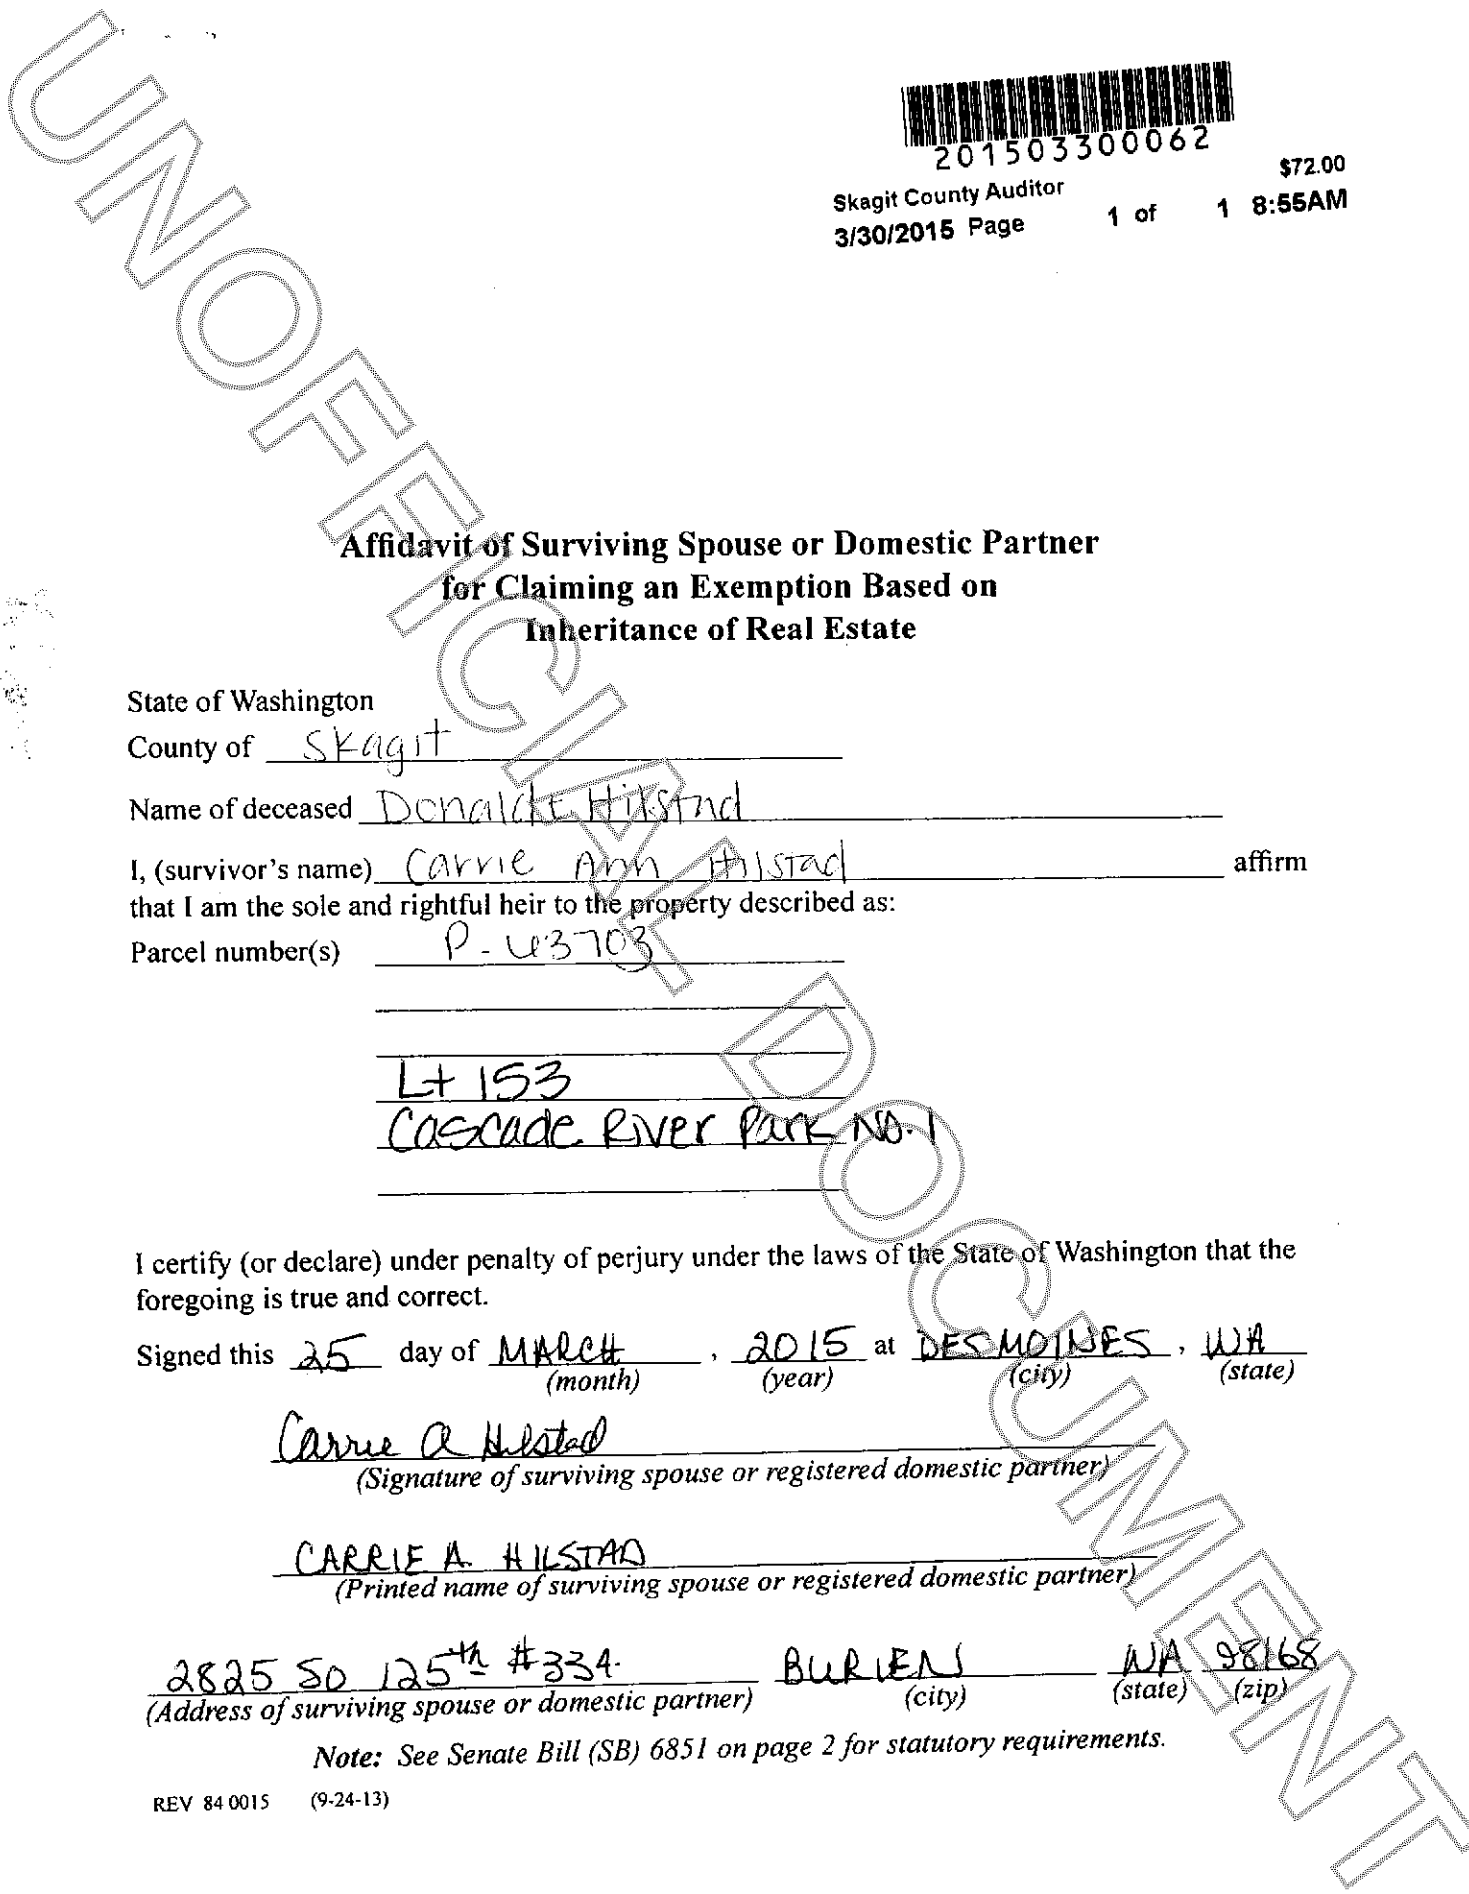 201503300062
$72.00
Skagit County Auditor
3/30/2015 Page 1 of 1 8:55AM
UNOFFICIAL DOCUMENT
Affidavit of Surviving Spouse or Domestic Partner
for Claiming an Exemption Based on
Inheritance of Real Estate
State of Washington
County of Skagit
Name of deceased Donald E. Hilstad
I, (survivor's name) Carrie Ann Hilstad affirm
that I am the sole and rightful heir to the property described as:
Parcel number(s) P-63703
Lt 153
Cascade River Park No. 1
I certify (or declare) under penalty of perjury under the laws of the State of Washington that the
foregoing is true and correct.
Signed this 25 day of MARCH, 2015 at DES MOINES, WA
(month) (year) (city) (state)
Carrie A Hilstad
(Signature of surviving spouse or registered domestic partner)
CARRIE A. HILSTAD
(Printed name of surviving spouse or registered domestic partner)
2825 SO 125th #334. BURIEN WA 98168
(Address of surviving spouse or domestic partner) (city) (state) (zip)
Note: See Senate Bill (SB) 6851 on page 2 for statutory requirements.
REV 84 0015 (9-24-13)